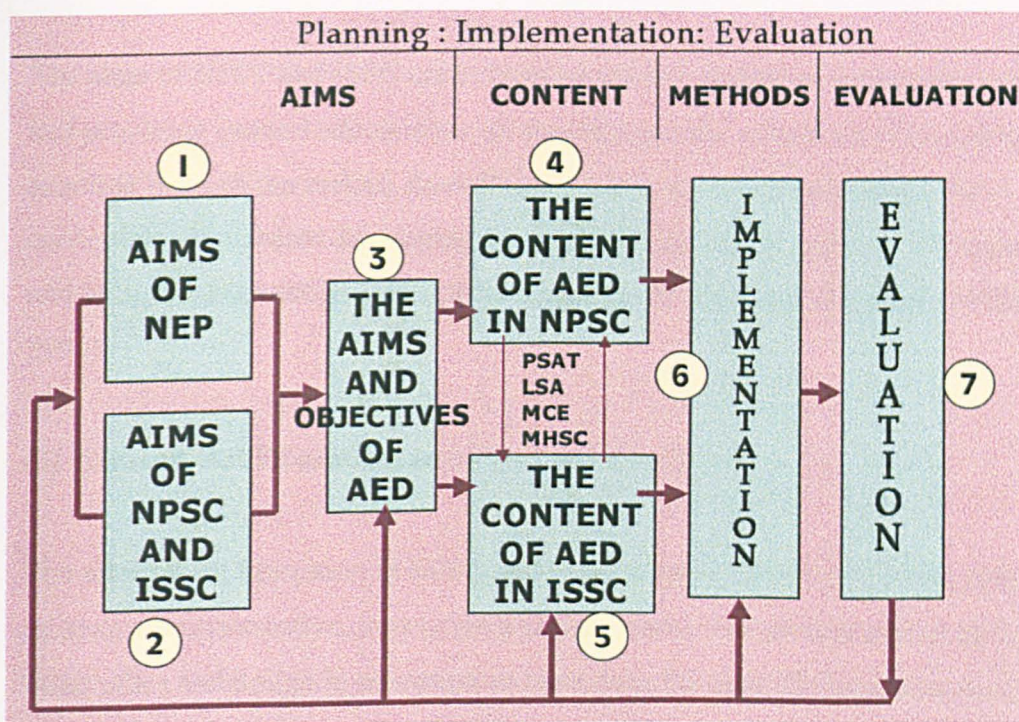 Planning : Implementation: Evaluation
AIMS
CONTENT
METHODS
EVALUATION
1
AIMS
OF
NEP
AIMS
OF
NPSC
AND
ISSC
2
3
THE
AIMS
AND
OBJECTIVES
OF
AED
4
THE
CONTENT
OF AED
IN NPSC
PSAT
LSA
MCE
MHSC
THE
CONTENT
OF AED
IN ISSC
5
6
IMPLEMENTATION
EVALUATION
7